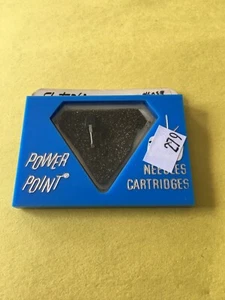 POWER
POINT®
279
NEEDLES
CARTRIDGES